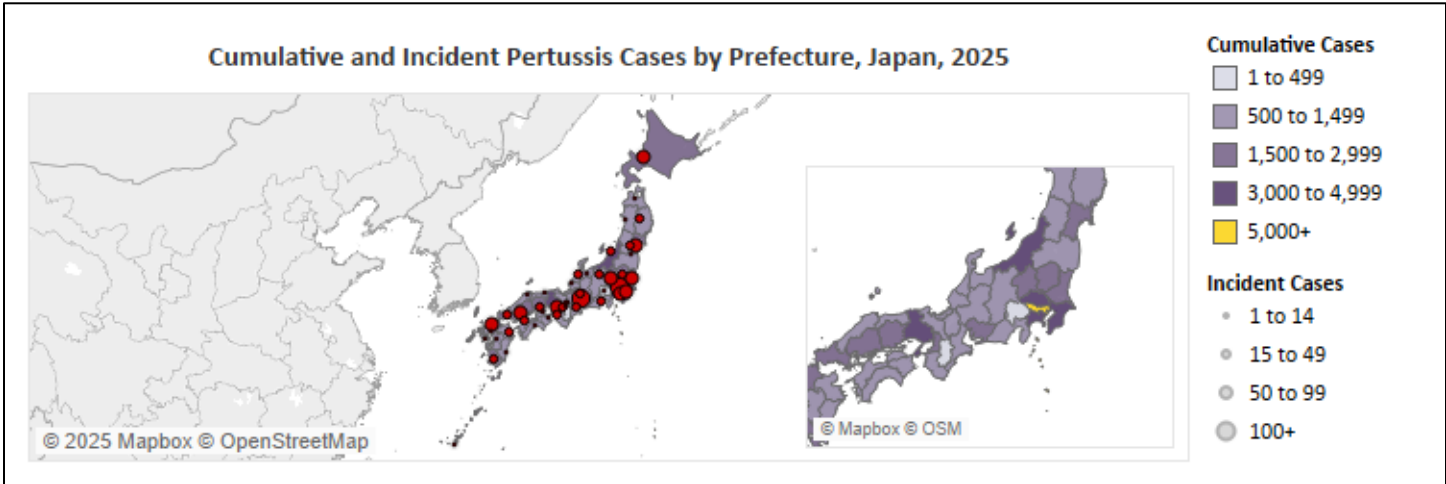 Cumulative and Incident Pertussis Cases by Prefecture, Japan, 2025
© 2025 Mapbox © OpenStreetMap
© Mapbox © OSM
Cumulative Cases
1 to 499
500 to 1,499
1,500 to 2,999
3,000 to 4,999
5,000+
Incident Cases
1 to 14
15 to 49
50 to 99
100+